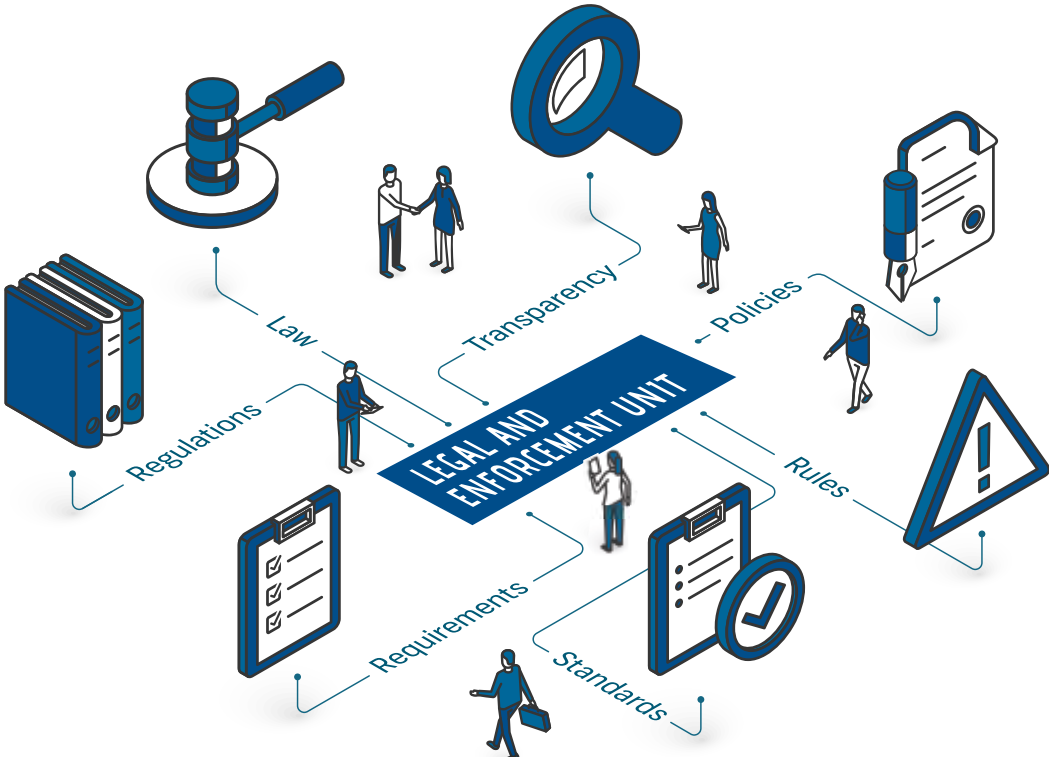 Law
Transparency
Policies
Regulations
LEGAL AND
ENFORCEMENT UNIT
Rules
Requirements
Standards